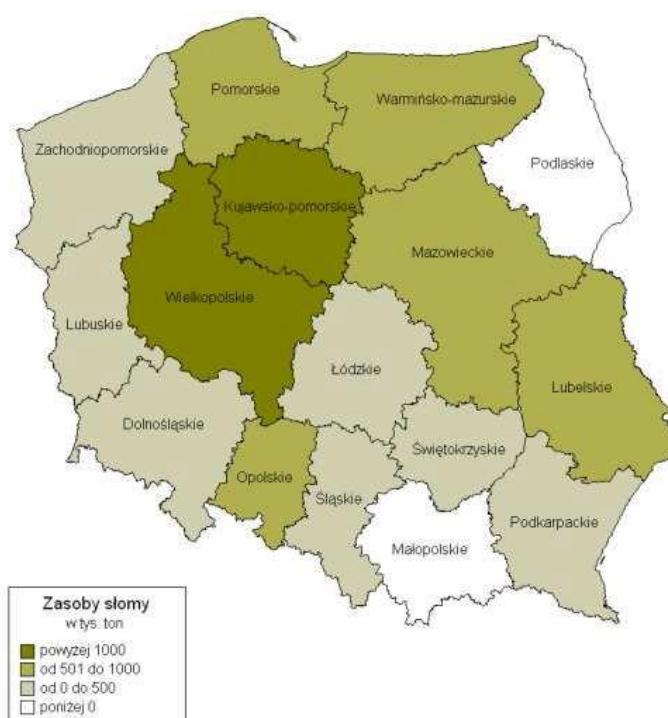 Pomorskie
Warmińsko-mazurskie
Zachodniopomorskie
Podlaskie
Kujawsko-pomorskie
Mazowieckie
Wielkopolskie
Lubuskie
Łódzkie
Lubelskie
Dolnośląskie
Świętokrzyskie
Opolskie
Śląskie
Podkarpackie
Małopolskie
Zasoby słomy
w tys. ton
powyżej 1000
od 501 do 1000
od 0 do 500
poniżej 0